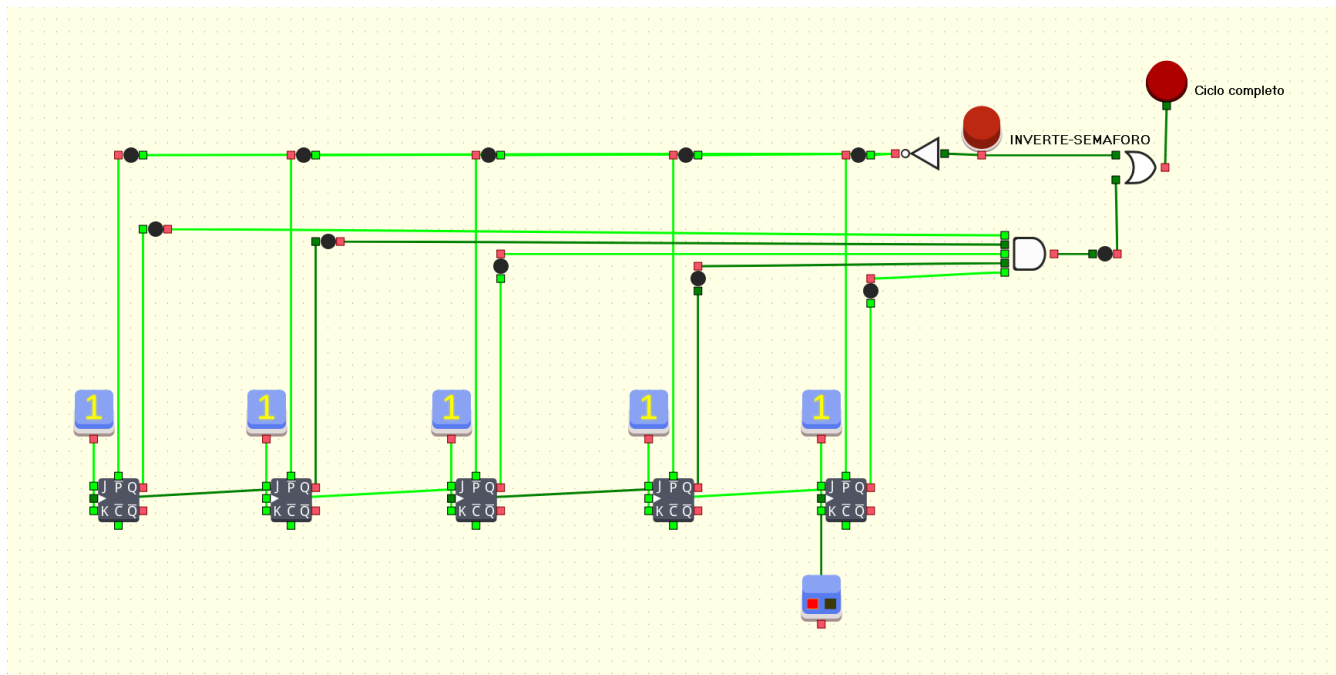 Ciclo completo
INVERTE-SEMAFORO
1 1 1 1 1
J P Q J P Q J P Q J P Q J P Q
K C̅ Q̅ K C̅ Q̅ K C̅ Q̅ K C̅ Q̅ K C̅ Q̅